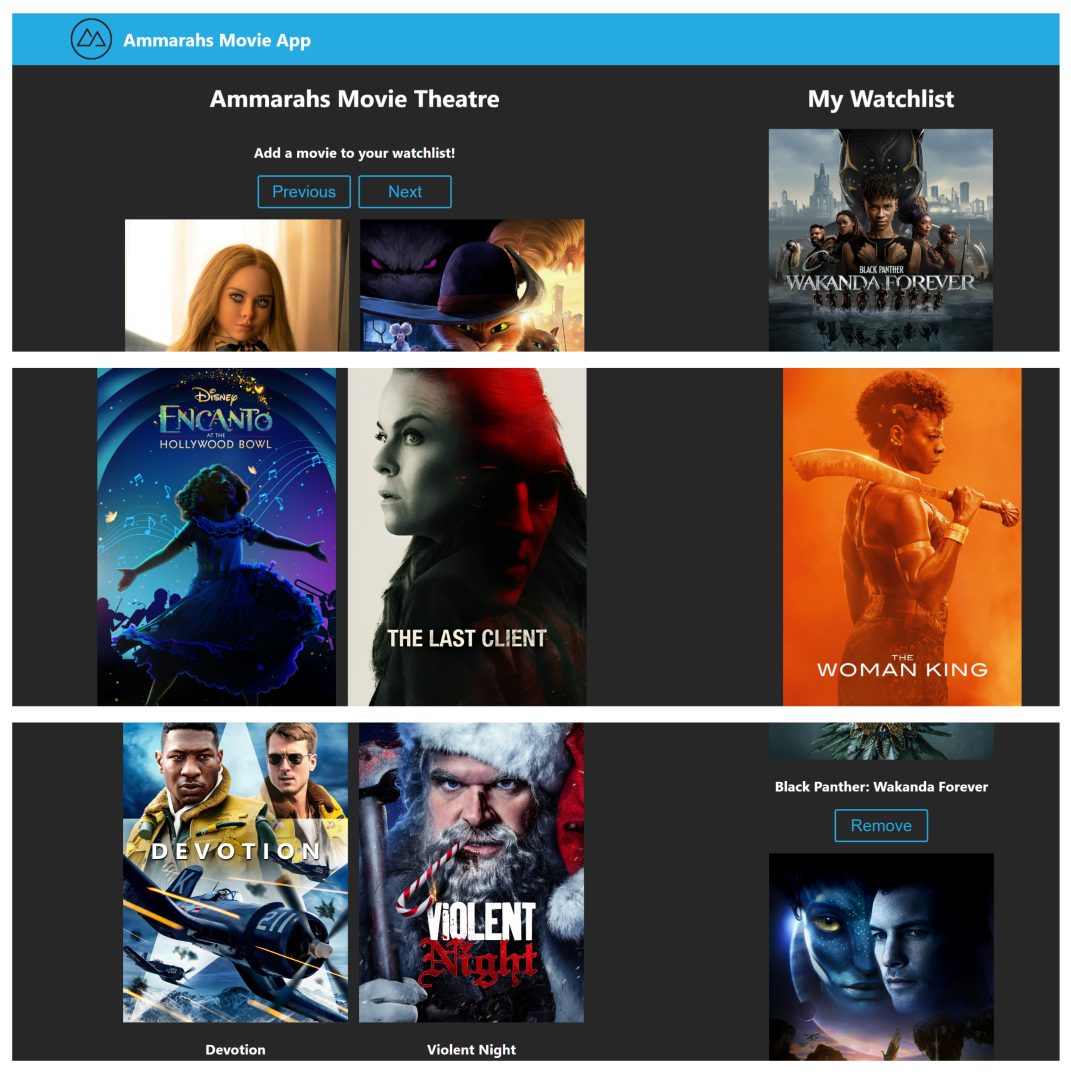 Ammarahs Movie App
Ammarahs Movie Theatre
My Watchlist
Add a movie to your watchlist!
Previous
Next
BLACK PANTHER
WAKANDA FOREVER
DISNEY
ENCANTO
AT THE
HOLLYWOOD BOWL
THE LAST CLIENT
THE
WOMAN KING
DEVOTION
K
201
VIOLENT
Night
Devotion
Violent Night
Black Panther: Wakanda Forever
Remove